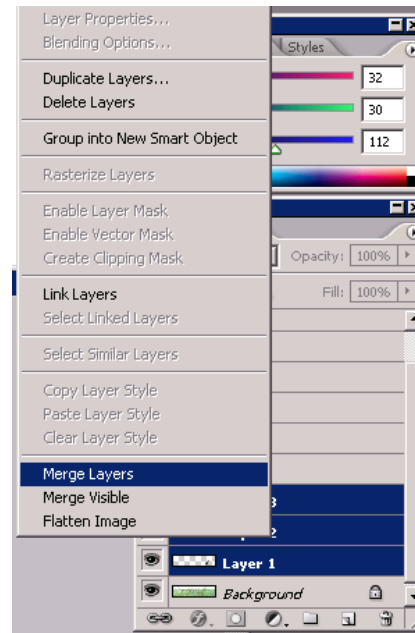 Layer Properties...
Blending Options...
Styles
Duplicate Layers...
32
Delete Layers
30
Group into New Smart Object
112
Rasterize Layers
Enable Layer Mask
Enable Vector Mask
Opacity: 100%
Create Clipping Mask
Link Layers
Fill: 100%
Select Linked Layers
Select Similar Layers
Copy Layer Style
Paste Layer Style
Clear Layer Style
Merge Layers
Merge Visible
3
Flatten Image
2
Layer 1
Background